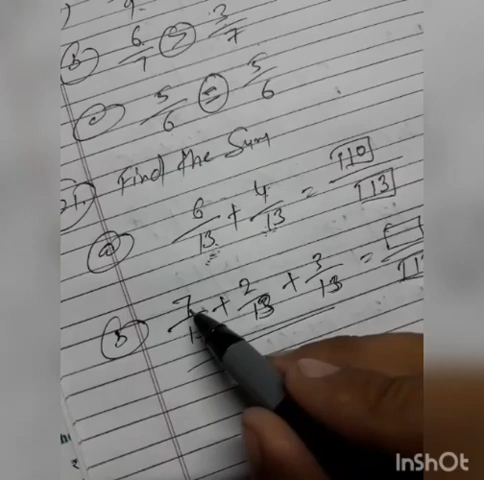 b) 6/7 > 3/7
c) 5/6 = 5/6
Find the Sum
a) 6/13 + 4/13 = 10/13
b) 7/1 + 2/13 + 3/13 =
InShOt